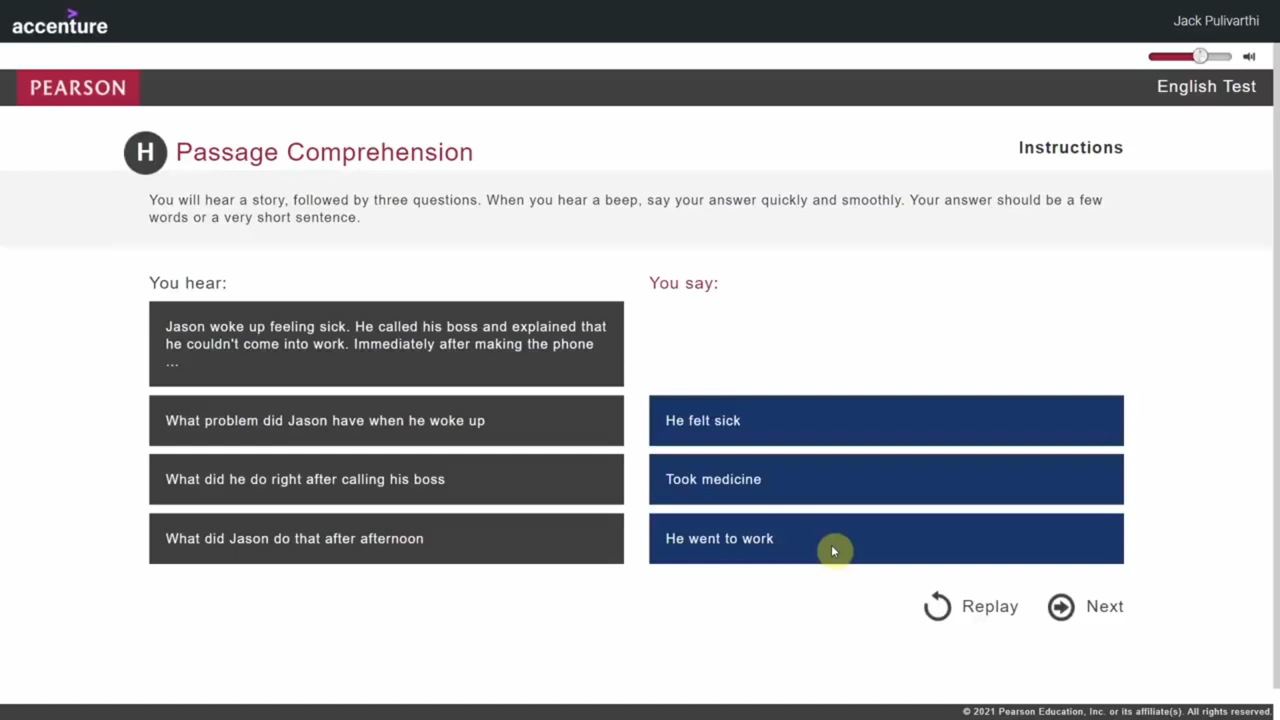 accenture
Jack Pulivarthi
PEARSON
English Test
H Passage Comprehension
Instructions
You will hear a story, followed by three questions. When you hear a beep, say your answer quickly and smoothly. Your answer should be a few
words or a very short sentence.
You hear:
You say:
Jason woke up feeling sick. He called his boss and explained that
he couldn't come into work. Immediately after making the phone
...
What problem did Jason have when he woke up
He felt sick
What did he do right after calling his boss
Took medicine
What did Jason do that after afternoon
He went to work
Replay
Next
© 2021 Pearson Education, Inc. or its affiliate(s). All rights reserved.